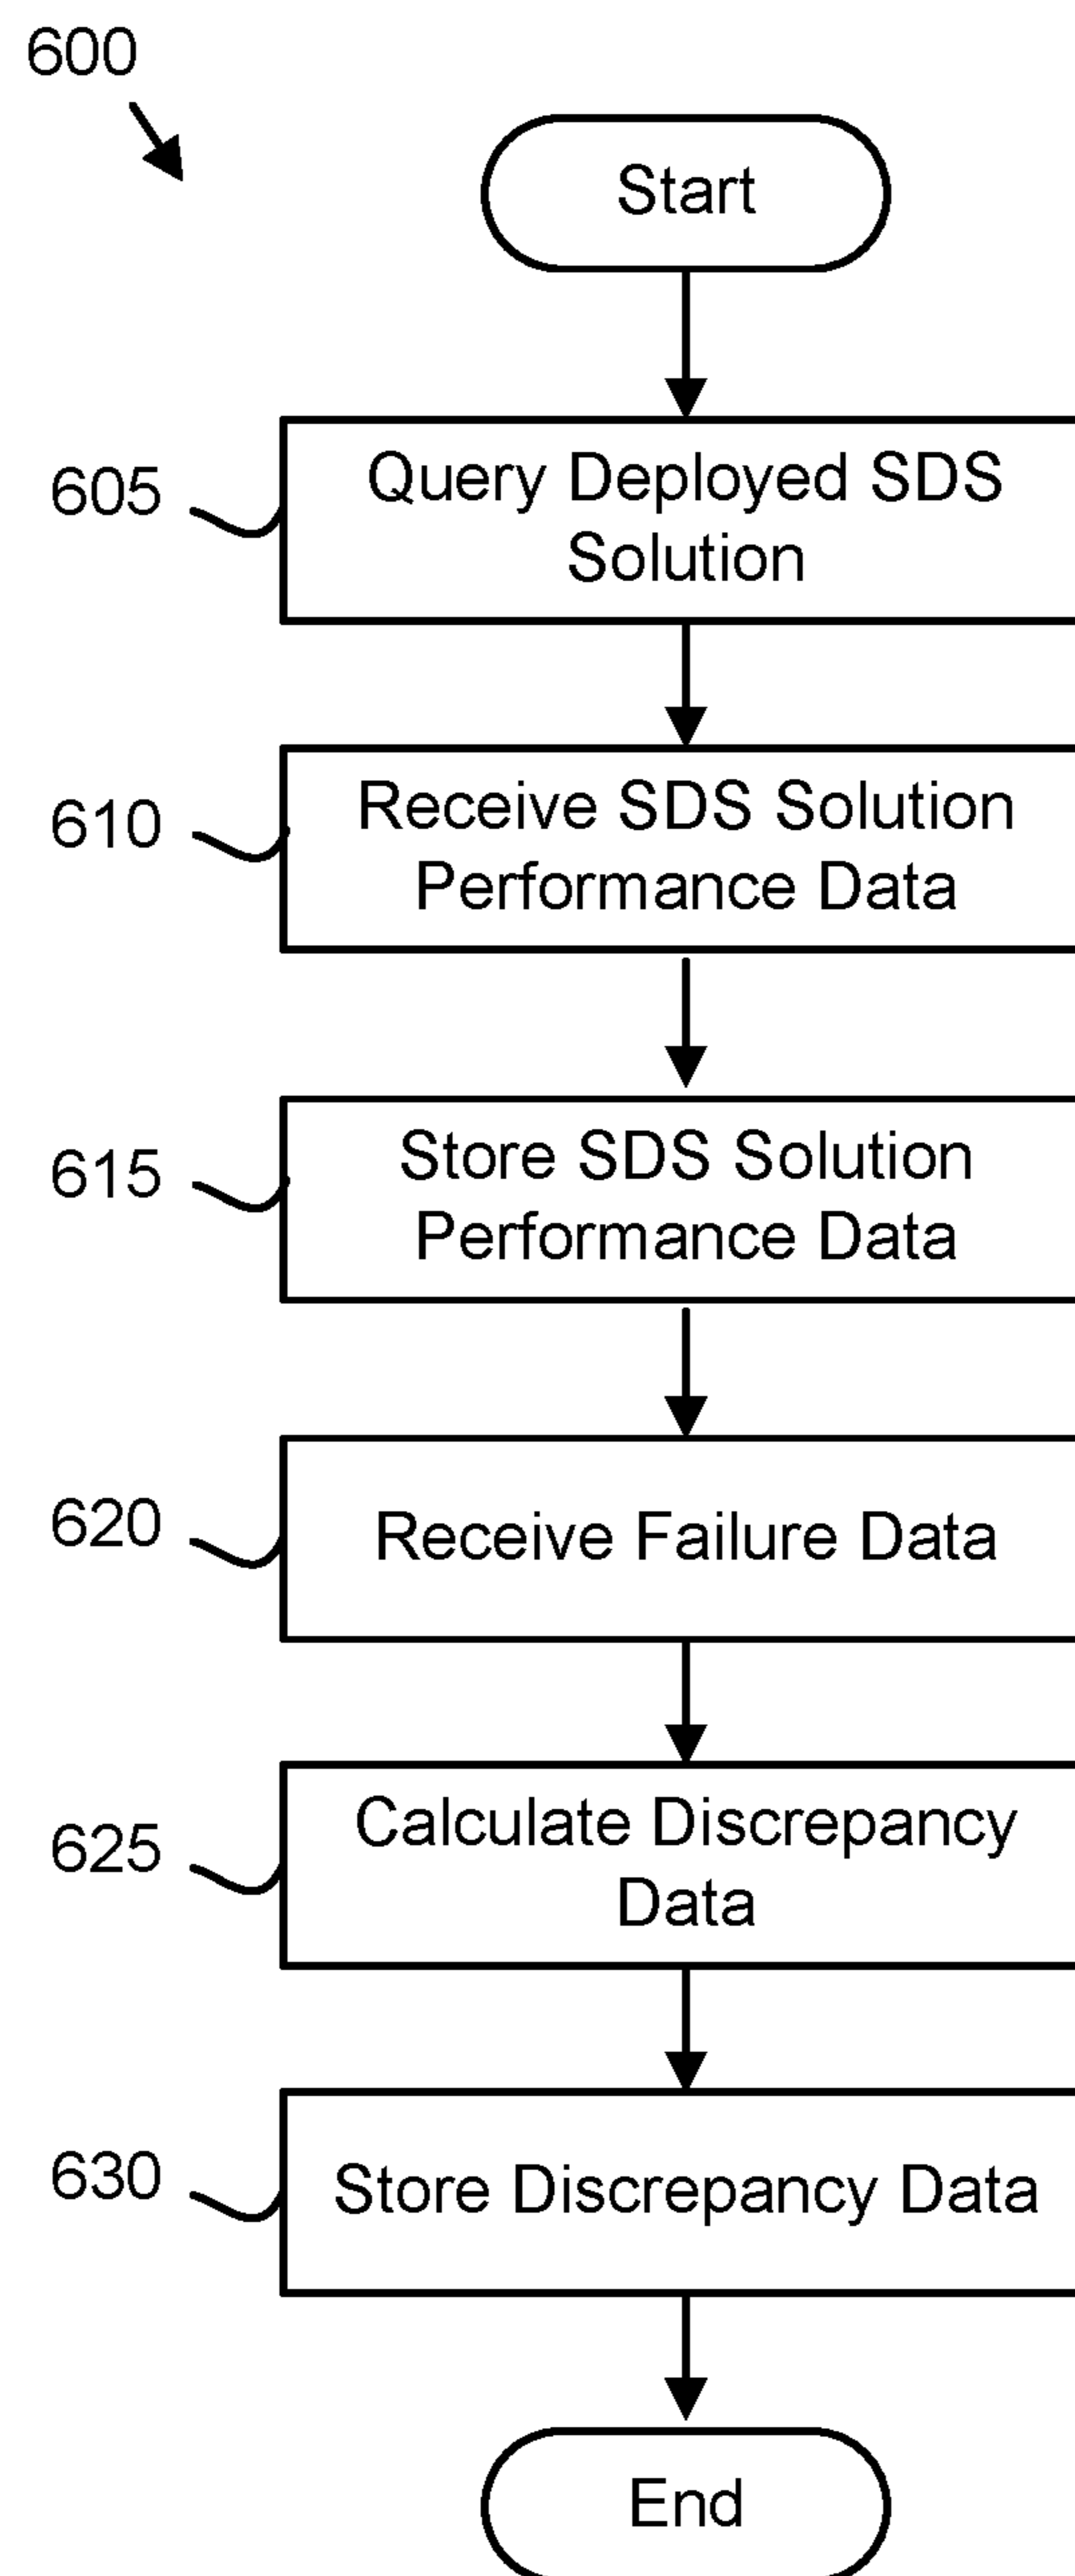 600
Start
605
Query Deployed SDS
Solution
610
Receive SDS Solution
Performance Data
615
Store SDS Solution
Performance Data
620
Receive Failure Data
625
Calculate Discrepancy
Data
630
Store Discrepancy Data
End